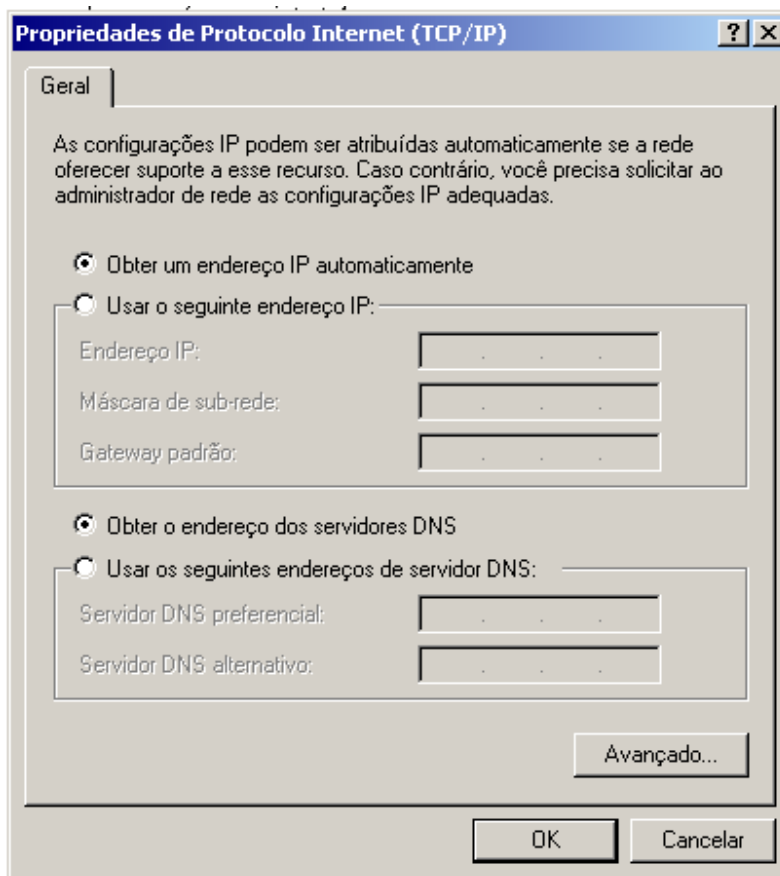 Propriedades de Protocolo Internet (TCP/IP)
Geral
As configurações IP podem ser atribuídas automaticamente se a rede
oferecer suporte a esse recurso. Caso contrário, você precisa solicitar ao
administrador de rede as configurações IP adequadas.
Obter um endereço IP automaticamente
Usar o seguinte endereço IP:
Endereço IP:
Máscara de sub-rede:
Gateway padrão:
Obter o endereço dos servidores DNS
Usar os seguintes endereços de servidor DNS:
Servidor DNS preferencial:
Servidor DNS alternativo:
Avançado...
OK Cancelar